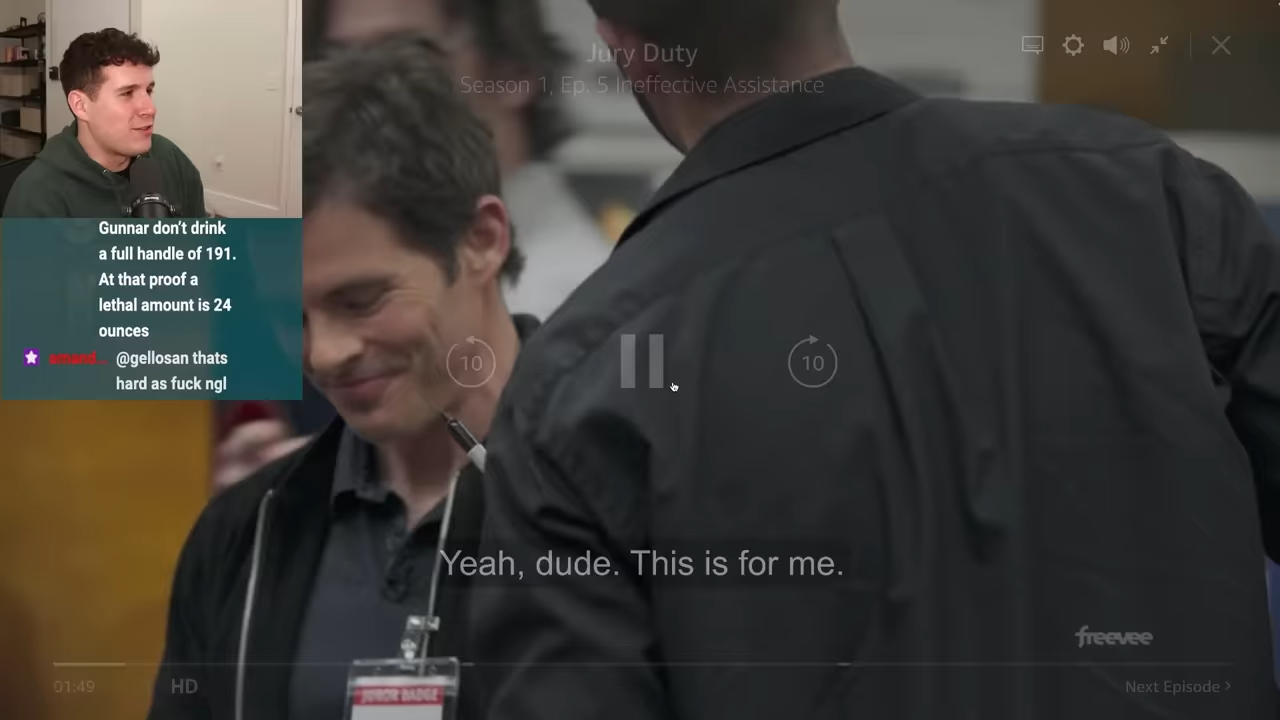 Jury Duty
Season 1, Ep. 5 Ineffective Assistance
Gunnar don't drink
a full handle of 191.
At that proof a
lethal amount is 24
ounces
amand... @gellosan thats
hard as fuck ngl
10
10
Yeah, dude. This is for me.
freevee
01:49
HD
Next Episode
JUROR BADGE